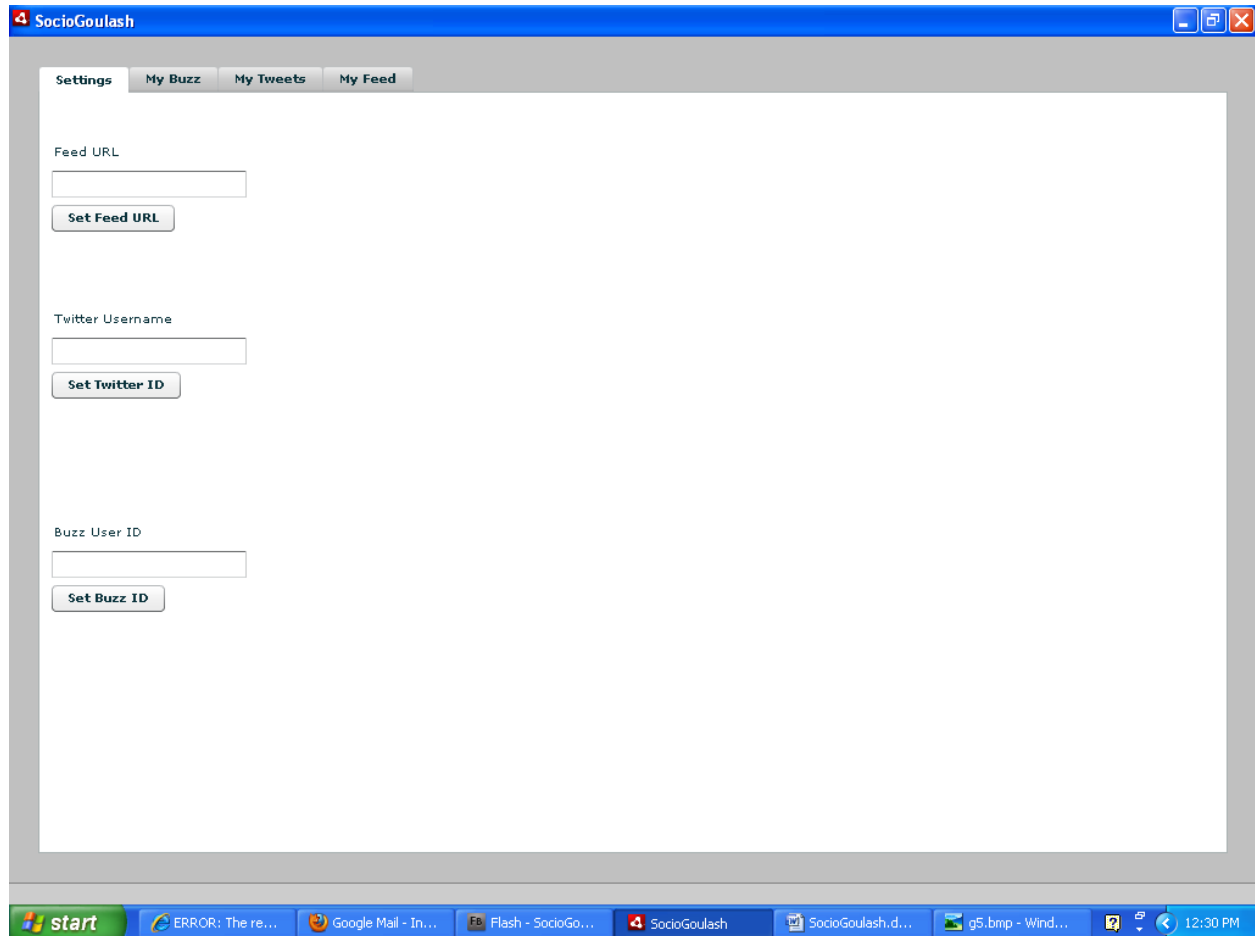 SocioGoulash
Settings My Buzz My Tweets My Feed
Feed URL
Set Feed URL
Twitter Username
Set Twitter ID
Buzz User ID
Set Buzz ID
start ERROR: The re... Google Mail - In... FB Flash - SocioGo... SocioGoulash SocioGoulash.d... g5.bmp - Wind... ? 12:30 PM